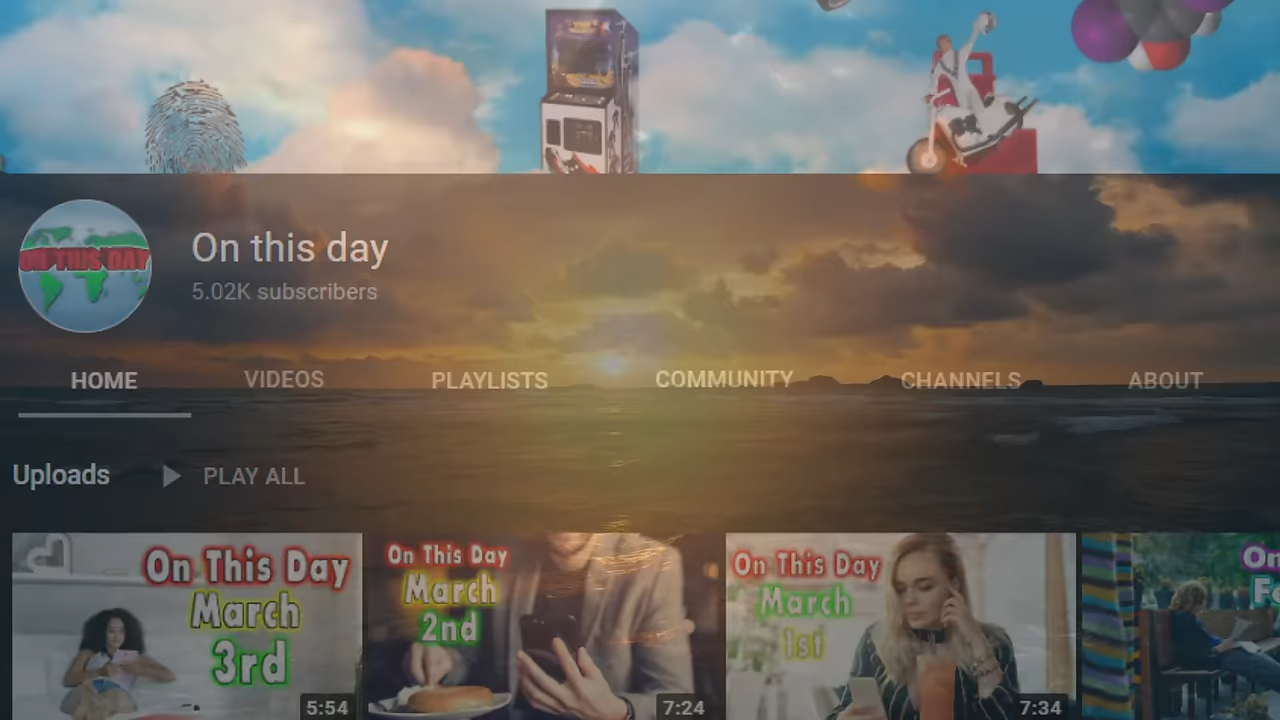 ON THIS DAY
On this day
5.02K subscribers
HOME VIDEOS PLAYLISTS COMMUNITY CHANNELS ABOUT
Uploads PLAY ALL
On This Day
March
3rd
5:54
On This Day
March
2nd
7:24
On This Day
March
1st
7:34
On
Fe